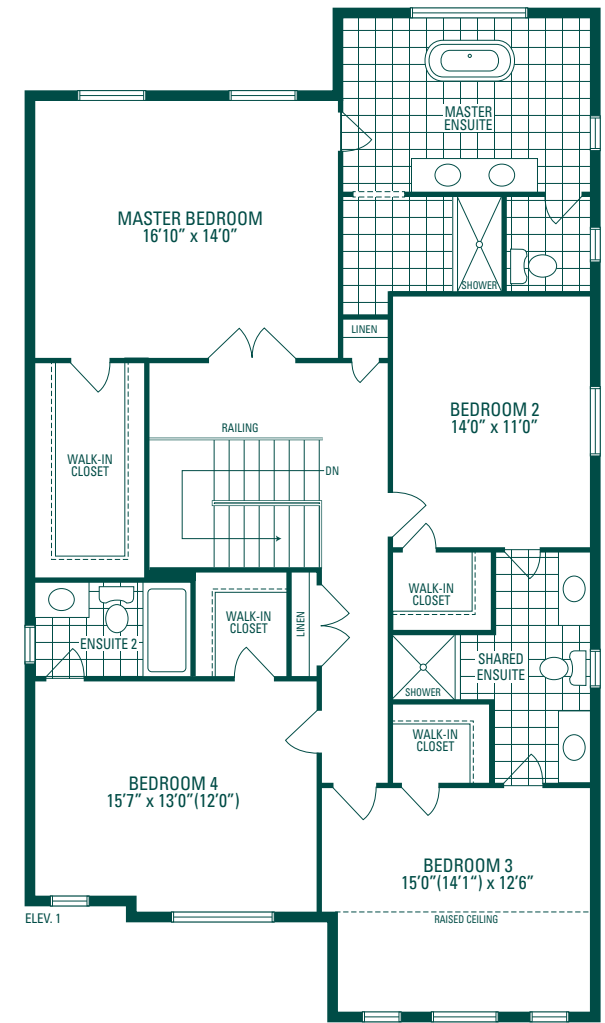 MASTER
ENSUITE
MASTER BEDROOM
16'10" x 14'0"
SHOWER
LINEN
BEDROOM 2
14'0" x 11'0"
RAILING
WALK-IN
CLOSET
DN
WALK-IN
CLOSET
WALK-IN
CLOSET
LINEN
ENSUITE 2
SHARED
ENSUITE
SHOWER
WALK-IN
CLOSET
BEDROOM 4
15'7" x 13'0"(12'0")
BEDROOM 3
15'0"(14'1") x 12'6"
ELEV. 1
RAISED CEILING